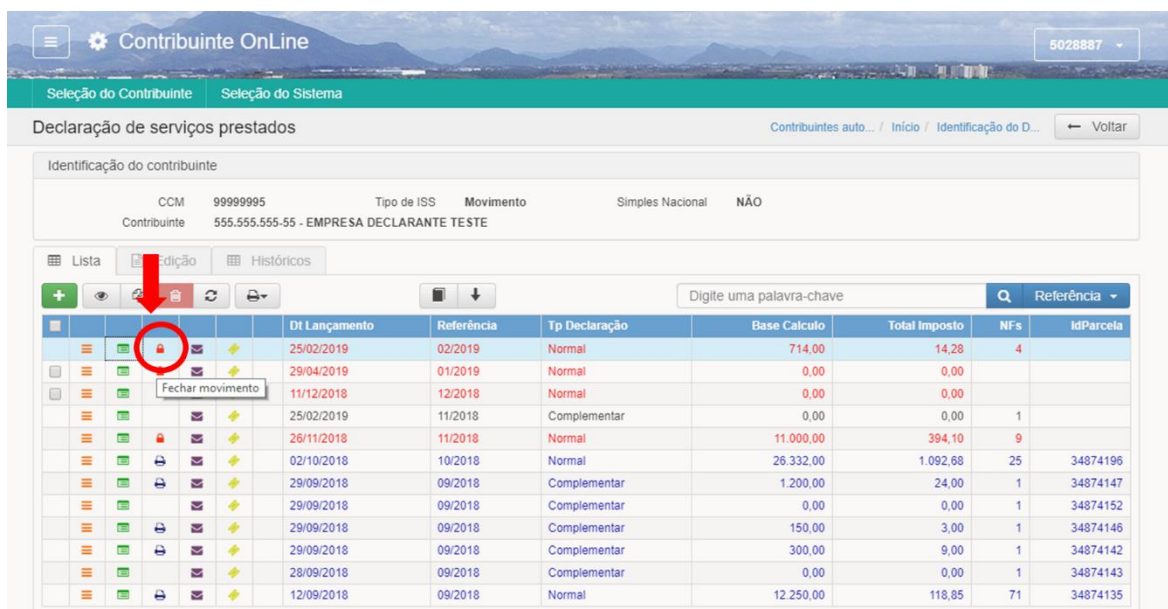 Contribuinte OnLine
5028887
Seleção do Contribuinte Seleção do Sistema
Declaração de serviços prestados
Contribuintes auto... / Início / Identificação do D...
← Voltar
Identificação do contribuinte
CCM 99999995 Tipo de ISS Movimento Simples Nacional NÃO
Contribuinte 555.555.555-55 - EMPRESA DECLARANTE TESTE
Lista Edição Históricos
Digite uma palavra-chave Referência
Dt Lançamento Referência Tp Declaração Base Calculo Total Imposto NFs IdParcela
25/02/2019 02/2019 Normal 714,00 14,28 4
29/04/2019 01/2019 Normal 0,00 0,00
Fechar movimento
11/12/2018 12/2018 Normal 0,00 0,00
25/02/2019 11/2018 Complementar 0,00 0,00 1
26/11/2018 11/2018 Normal 11.000,00 394,10 9
02/10/2018 10/2018 Normal 26.332,00 1.092,68 25 34874196
29/09/2018 09/2018 Complementar 1.200,00 24,00 1 34874147
29/09/2018 09/2018 Complementar 0,00 0,00 1 34874152
29/09/2018 09/2018 Complementar 150,00 3,00 1 34874146
29/09/2018 09/2018 Complementar 300,00 9,00 1 34874142
28/09/2018 09/2018 Complementar 0,00 0,00 1 34874143
12/09/2018 09/2018 Normal 12.250,00 118,85 71 34874135